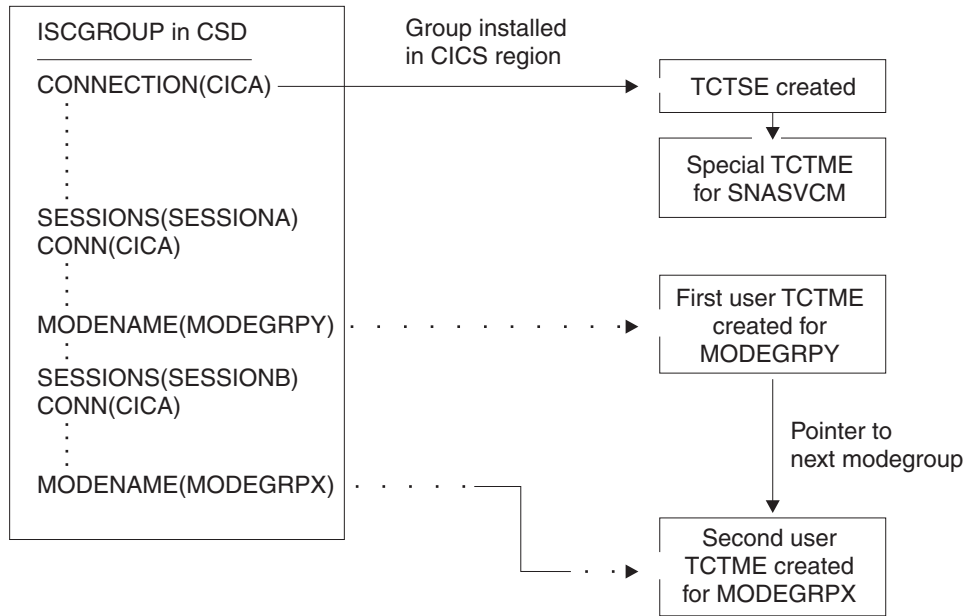 ISCGROUP in CSD
CONNECTION(CICA)
SESSIONS(SESSIONA)
CONN(CICA)
MODENAME(MODEGRPY)
SESSIONS(SESSIONB)
CONN(CICA)
MODENAME(MODEGRPX)
Group installed
in CICS region
TCTSE created
Special TCTME
for SNASVCM
First user TCTME
created for
MODEGRPY
Pointer to
next modegroup
Second user
TCTME created
for MODEGRPX